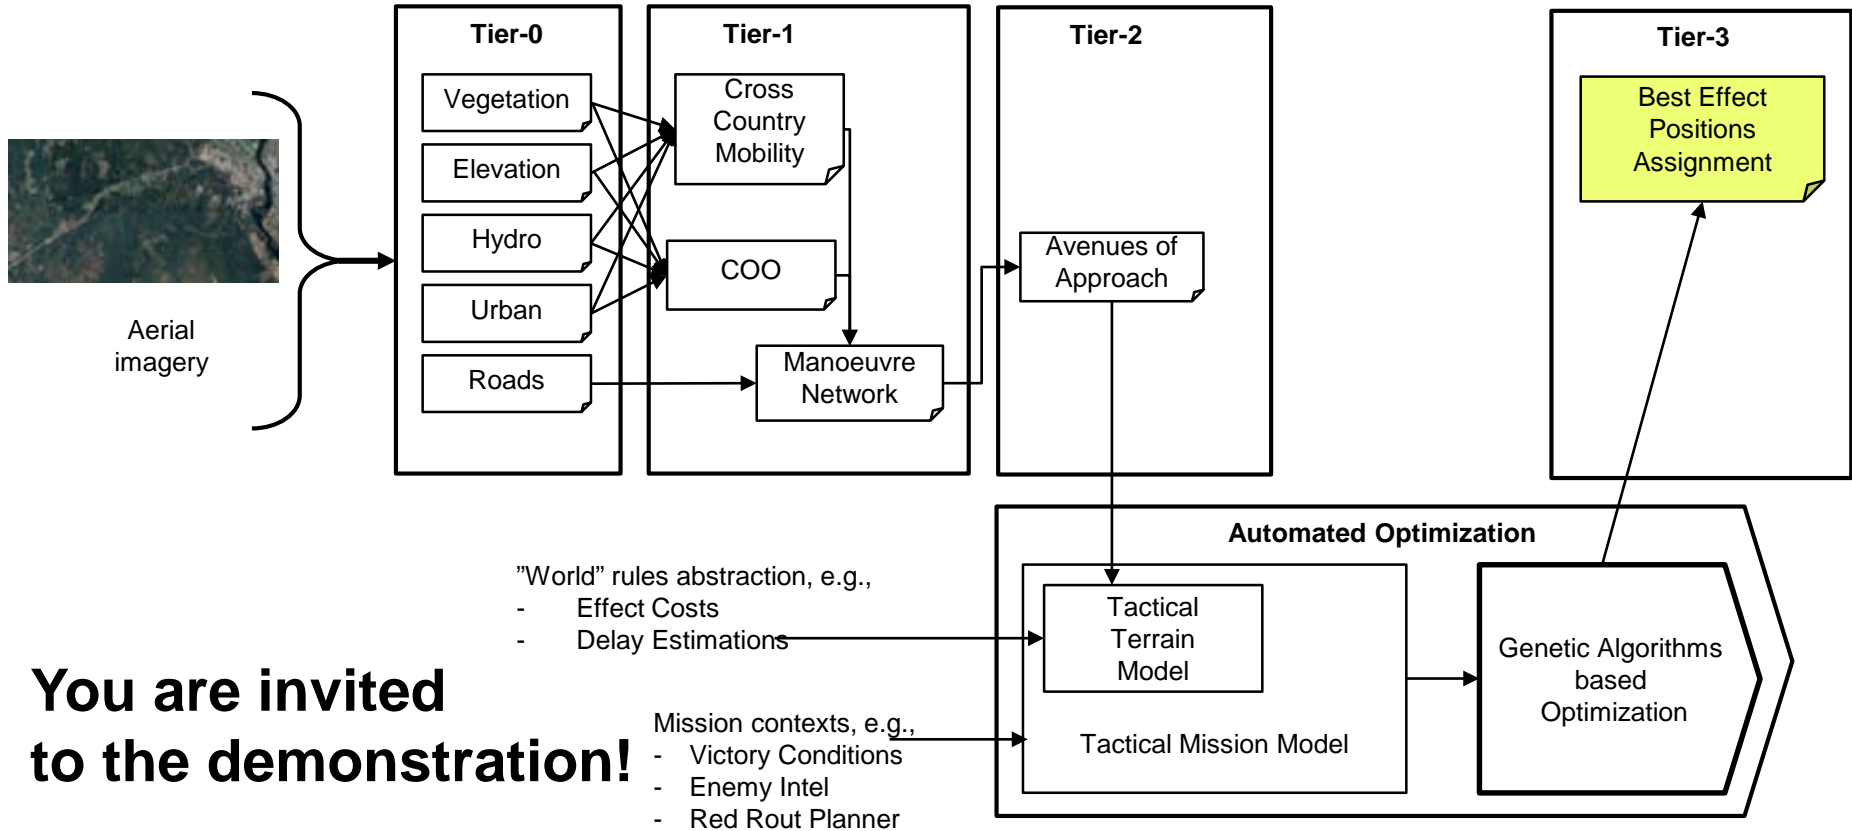 Tier-0
Vegetation
Elevation
Hydro
Urban
Roads
Aerial
imagery
Tier-1
Cross
Country
Mobility
COO
Manoeuvre
Network
Tier-2
Avenues of
Approach
Tier-3
Best Effect
Positions
Assignment
Automated Optimization
Tactical
Terrain
Model
Tactical Mission Model
Genetic Algorithms
based
Optimization
”World” rules abstraction, e.g.,
- Effect Costs
- Delay Estimations
Mission contexts, e.g.,
- Victory Conditions
- Enemy Intel
- Red Rout Planner
You are invited
to the demonstration!